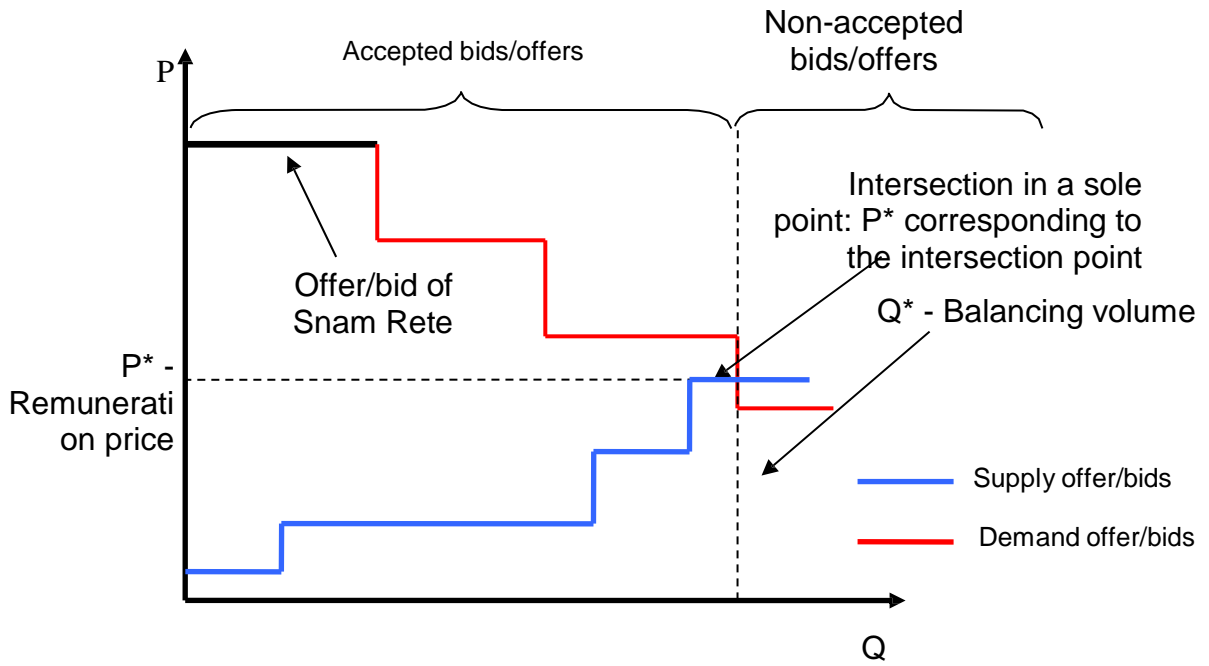 Non-accepted
bids/offers
Accepted bids/offers
P
Intersection in a sole
point: P* corresponding to
the intersection point
Offer/bid of
Snam Rete
Q* - Balancing volume
P* -
Remunerati
on price
Supply offer/bids
Demand offer/bids
Q